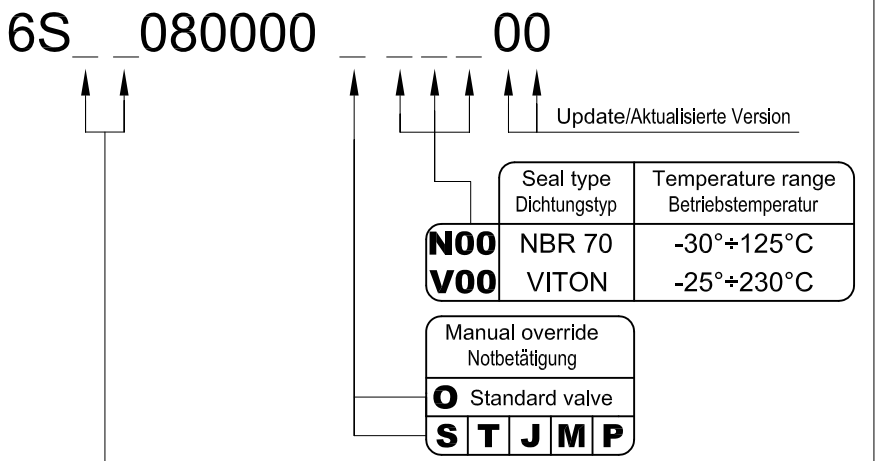 6S_ _080000 _ _ _ _00
Update/Aktualisierte Version
Seal type Temperature range
Dichtungstyp Betriebstemperatur
N00 NBR 70 -30°÷125°C
V00 VITON -25°÷230°C
Manual override
Notbetätigung
O Standard valve
S T J M P